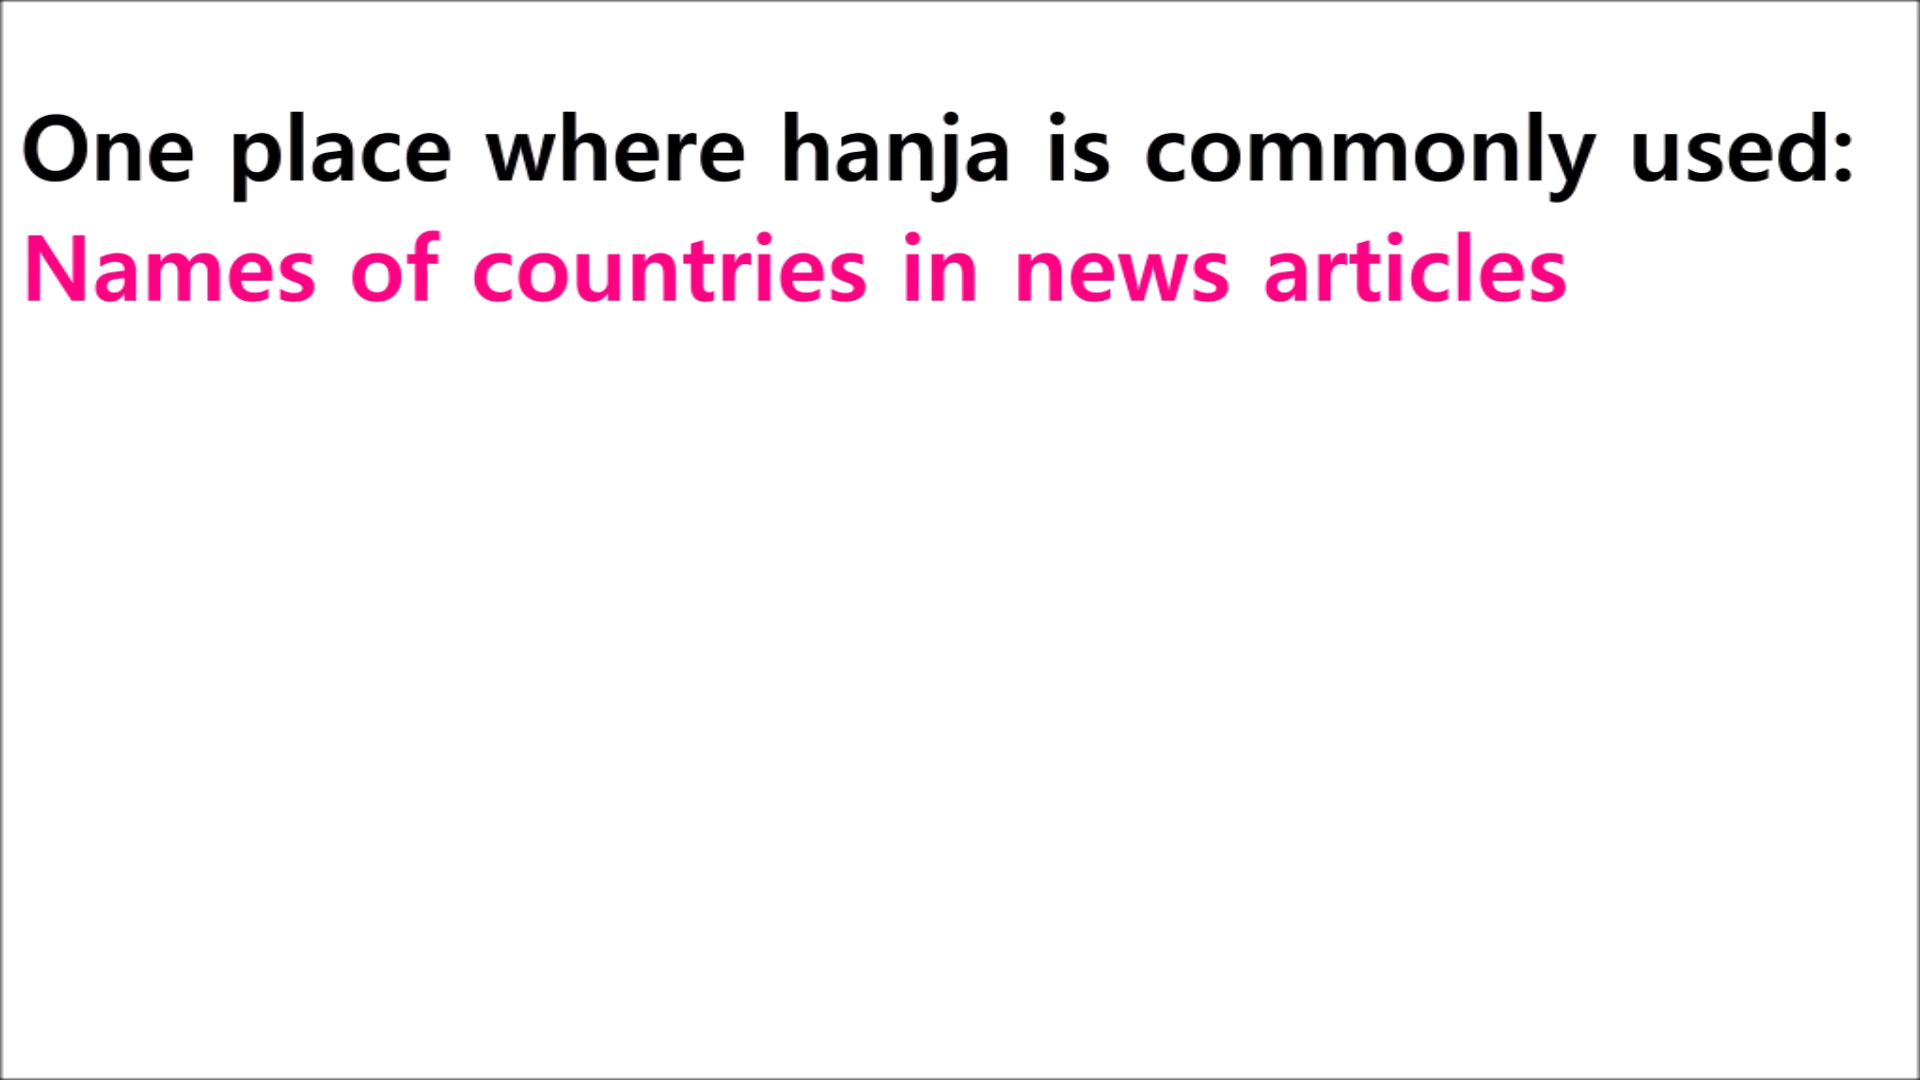 One place where hanja is commonly used:
Names of countries in news articles